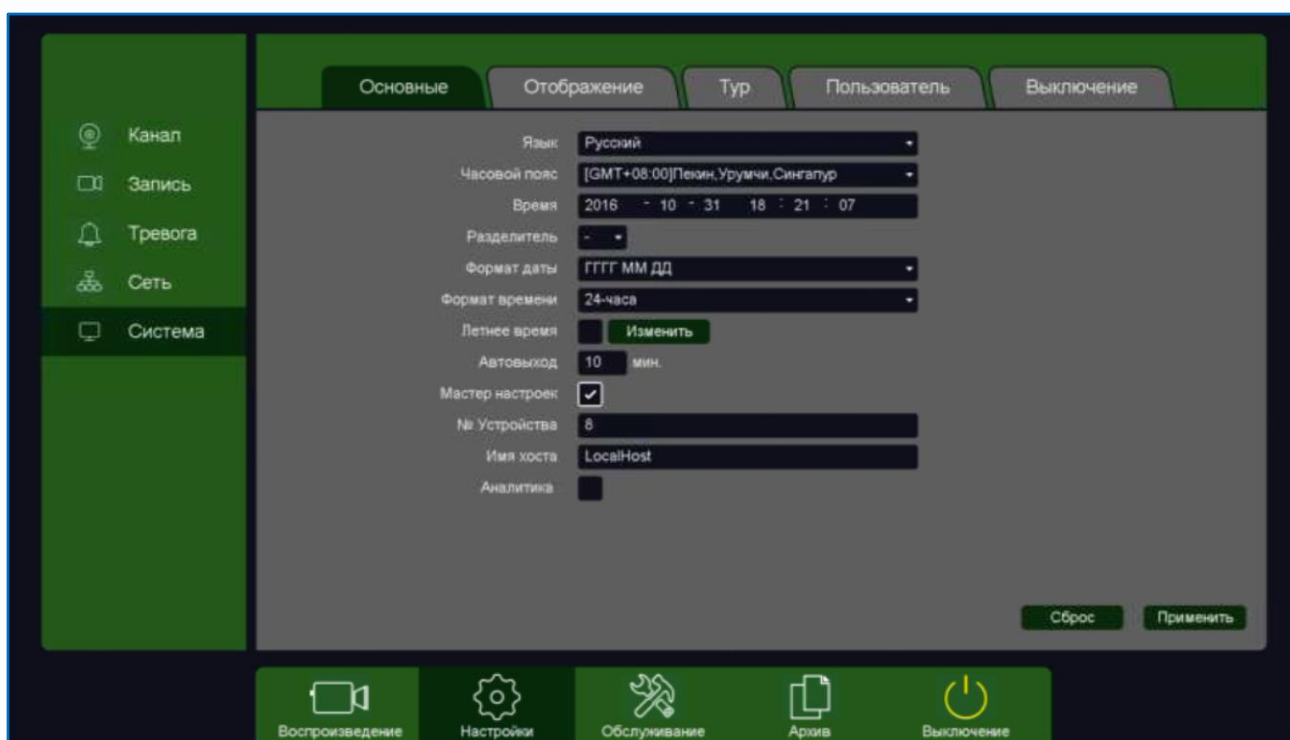 Основные Отображение Тур Пользователь Выключение
Канал
Запись
Тревога
Сеть
Система
Язык Русский
Часовой пояс [GMT+08:00]Пекин,Урумчи,Сингапур
Время 2016 - 10 - 31 18 : 21 : 07
Разделитель -
Формат даты ГГГГ ММ ДД
Формат времени 24-часа
Летнее время Изменить
Автовыход 10 мин.
Мастер настроек
№ Устройства 8
Имя хоста LocalHost
Аналитика
Сброс Применить
Воспроизведение Настройки Обслуживание Архив Выключение